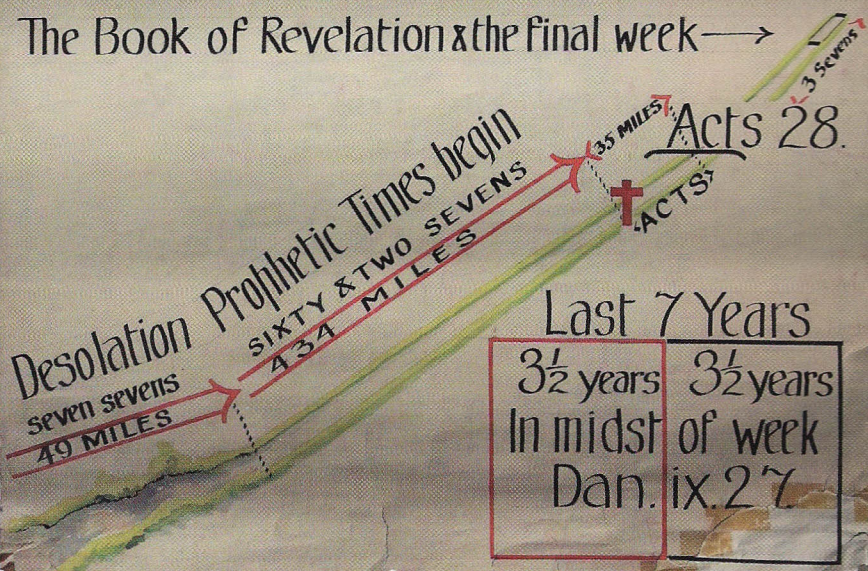 The Book of Revelation & the final week
3 Sevens
35 MILES
Acts 28.
Desolation Prophetic Times begin
SIXTY & TWO SEVENS
434 MILES
ACTS
seven sevens
49 MILES
Last 7 Years
3½ years 3½ years
In midst of week
Dan. ix. 27.